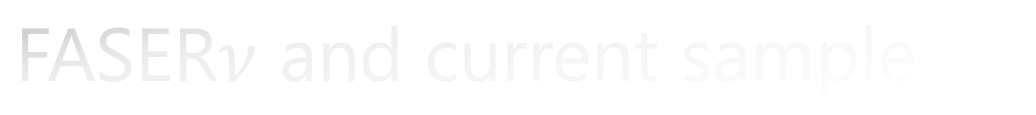 FASERν and current sample